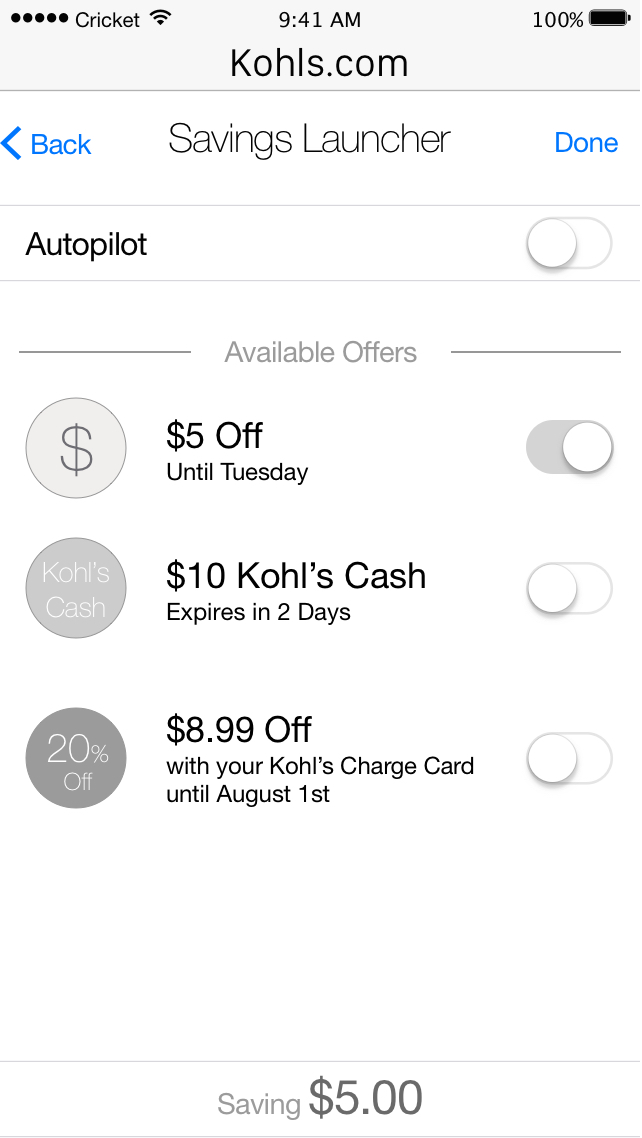 Cricket 9:41 AM 100%
Kohls.com
Back Savings Launcher Done
Autopilot
Available Offers
$ $5 Off
Until Tuesday
Kohl's
Cash
$10 Kohl’s Cash
Expires in 2 Days
20%
Off
$8.99 Off
with your Kohl’s Charge Card
until August 1st
Saving $5.00